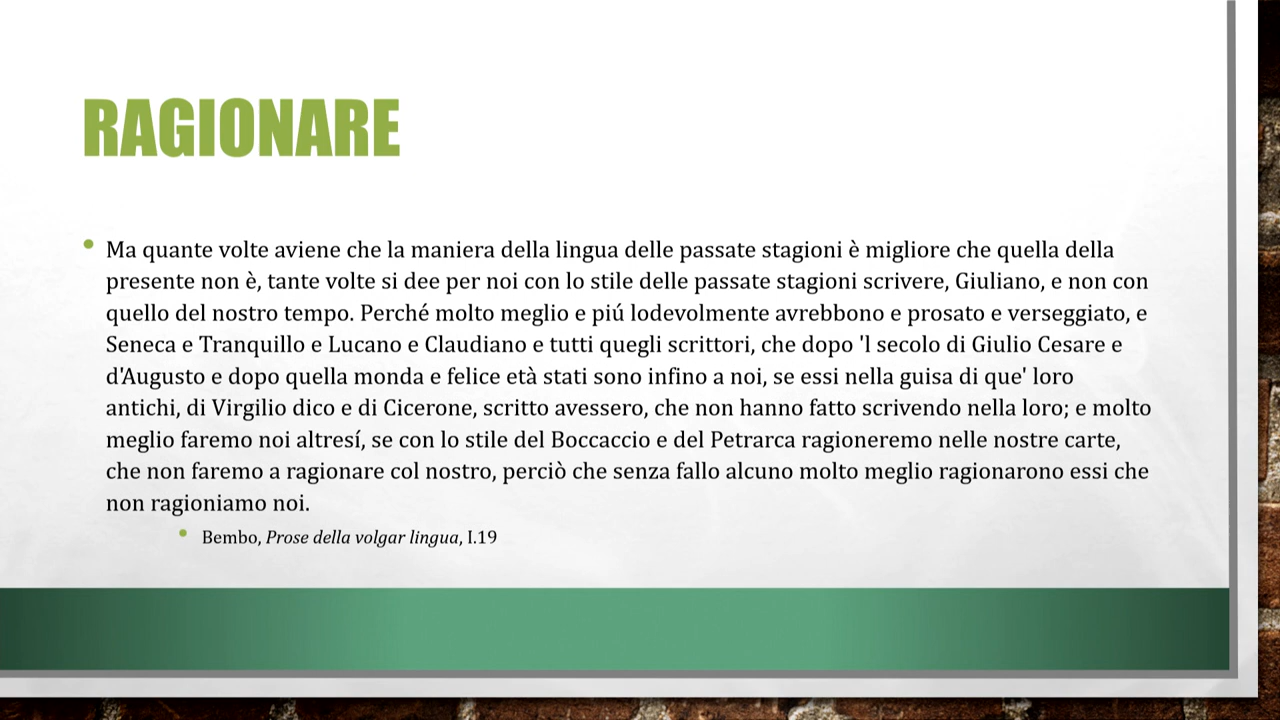 RAGIONARE
• Ma quante volte aviene che la maniera della lingua delle passate stagioni è migliore che quella della
presente non è, tante volte si dee per noi con lo stile delle passate stagioni scrivere, Giuliano, e non con
quello del nostro tempo. Perché molto meglio e piú lodevolmente avrebbono e prosato e verseggiato, e
Seneca e Tranquillo e Lucano e Claudiano e tutti quegli scrittori, che dopo 'l secolo di Giulio Cesare e
d'Augusto e dopo quella monda e felice età stati sono infino a noi, se essi nella guisa di que' loro
antichi, di Virgilio dico e di Cicerone, scritto avessero, che non hanno fatto scrivendo nella loro; e molto
meglio faremo noi altresí, se con lo stile del Boccaccio e del Petrarca ragioneremo nelle nostre carte,
che non faremo a ragionare col nostro, perciò che senza fallo alcuno molto meglio ragionarono essi che
non ragioniamo noi.
• Bembo, Prose della volgar lingua, I.19